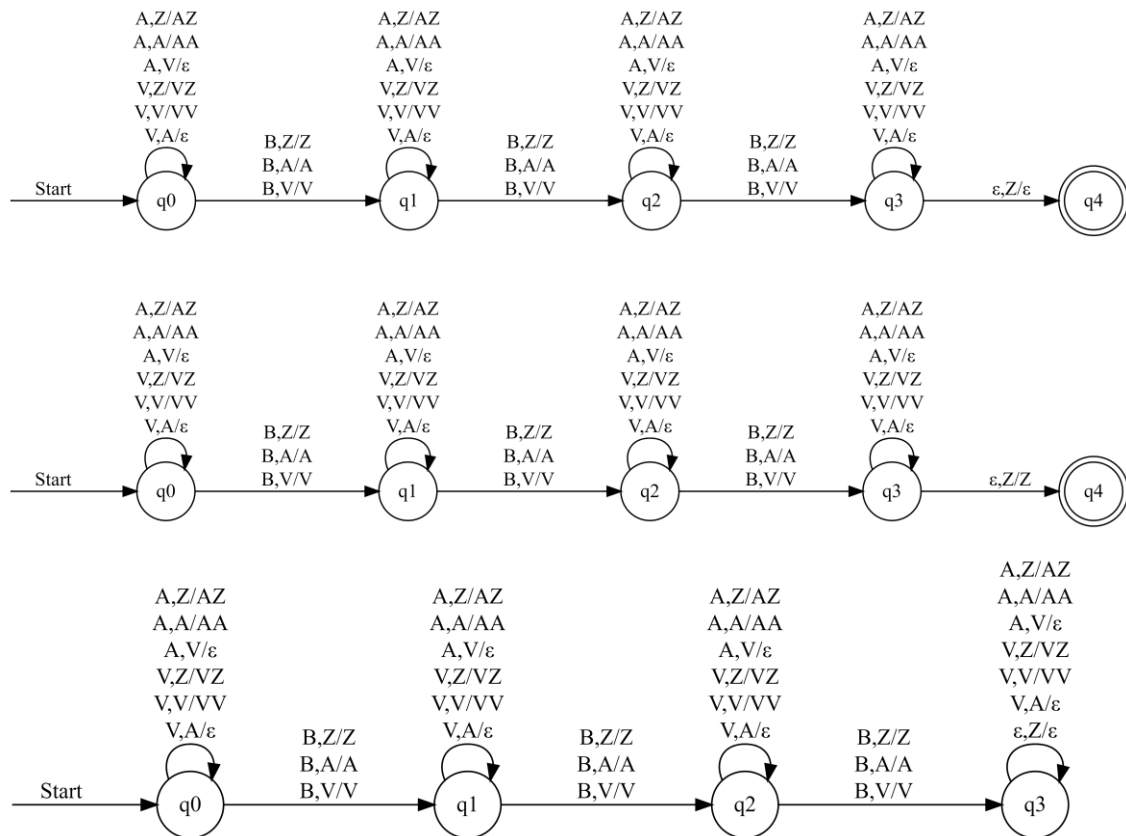 A,Z/AZ A,Z/AZ A,Z/AZ A,Z/AZ
A,A/AA A,A/AA A,A/AA A,A/AA
A,V/ε A,V/ε A,V/ε A,V/ε
V,Z/VZ V,Z/VZ V,Z/VZ V,Z/VZ
V,V/VV V,V/VV V,V/VV V,V/VV
V,A/ε V,A/ε V,A/ε V,A/ε
B,Z/Z B,Z/Z B,Z/Z
B,A/A B,A/A B,A/A
Start B,V/V B,V/V B,V/V ε,Z/ε
q0 q1 q2 q3 q4
A,Z/AZ A,Z/AZ A,Z/AZ A,Z/AZ
A,A/AA A,A/AA A,A/AA A,A/AA
A,V/ε A,V/ε A,V/ε A,V/ε
V,Z/VZ V,Z/VZ V,Z/VZ V,Z/VZ
V,V/VV V,V/VV V,V/VV V,V/VV
V,A/ε V,A/ε V,A/ε V,A/ε
B,Z/Z B,Z/Z B,Z/Z
B,A/A B,A/A B,A/A
Start B,V/V B,V/V B,V/V ε,Z/Z
q0 q1 q2 q3 q4
A,Z/AZ
A,Z/AZ A,Z/AZ A,Z/AZ A,A/AA
A,A/AA A,A/AA A,A/AA A,V/ε
A,V/ε A,V/ε A,V/ε V,Z/VZ
V,Z/VZ V,Z/VZ V,Z/VZ V,V/VV
V,V/VV V,V/VV V,V/VV V,A/ε
V,A/ε V,A/ε V,A/ε ε,Z/ε
B,Z/Z B,Z/Z B,Z/Z
B,A/A B,A/A B,A/A
Start B,V/V B,V/V B,V/V
q0 q1 q2 q3